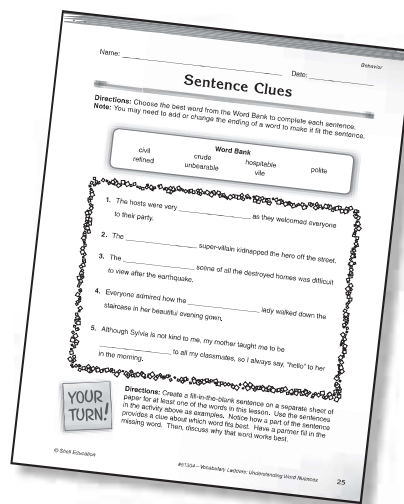 Behavior
Name: ____________ Date: ____________
Sentence Clues
Directions: Choose the best word from the Word Bank to complete each sentence.
Note: You may need to add or change the ending of a word to make it fit the sentence.
Word Bank
civil crude hospitable polite
refined unbearable vile
1. The hosts were very ____________ as they welcomed everyone
to their party.
2. The ____________ super-villain kidnapped the hero off the street.
3. The ____________ scene of all the destroyed homes was difficult
to view after the earthquake.
4. Everyone admired how the ____________ lady walked down the
staircase in her beautiful evening gown.
5. Although Sylvia is not kind to me, my mother taught me to be
____________ to all my classmates, so I always say, "hello" to her
in the morning.
YOUR
TURN!
Directions: Create a fill-in-the-blank sentence on a separate sheet of
paper for at least one of the words in this lesson. Use the sentences
in the activity above as examples. Notice how a part of the sentence
provides a clue about which word fits best. Have a partner fill in the
missing word. Then, discuss why that word works best.
© Shell Education #51304—Vocabulary Ladders: Understanding Word Nuances 25